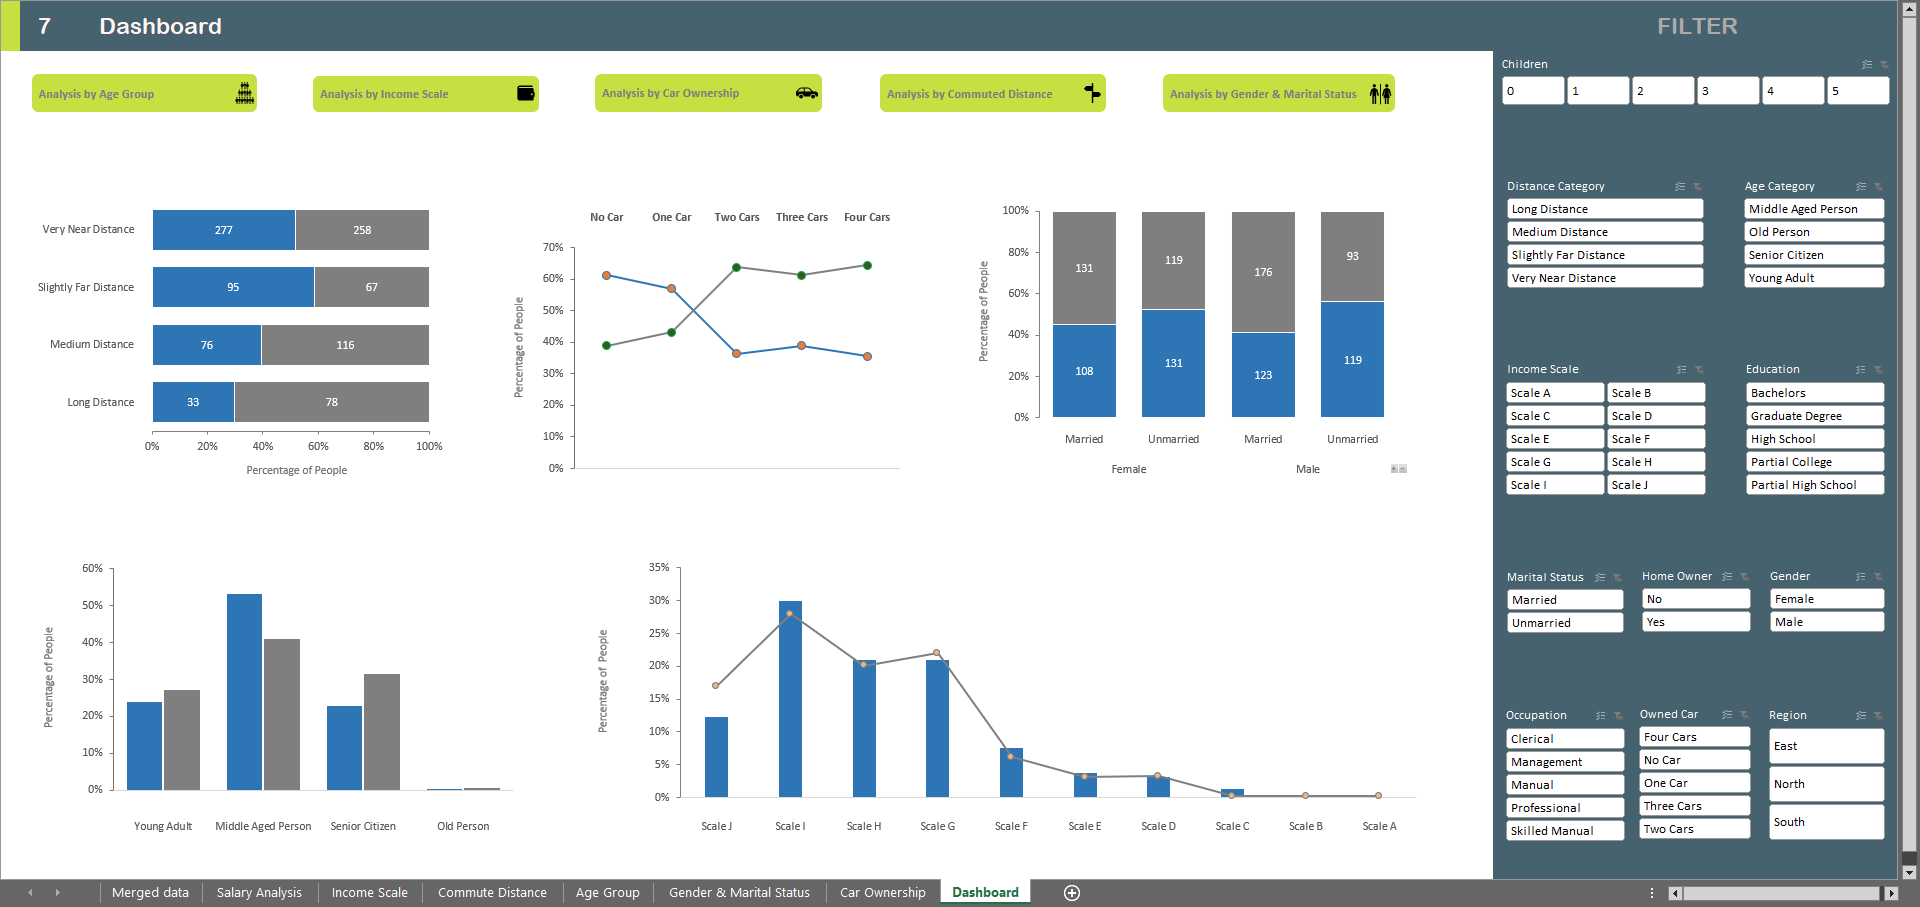 7 Dashboard FILTER
Analysis by Age Group
Analysis by Income Scale
Analysis by Car Ownership
Analysis by Commuted Distance
Analysis by Gender & Marital Status
Very Near Distance 277 258
Slightly Far Distance 95 67
Medium Distance 76 116
Long Distance 33 78
0% 20% 40% 60% 80% 100%
Percentage of People
No Car One Car Two Cars Three Cars Four Cars
70%
60%
50%
40%
30%
20%
10%
0%
Percentage of People
100%
80%
60%
40%
20%
0%
Percentage of People
131 119 176 93
108 131 123 119
Married Unmarried Married Unmarried
Female Male
60%
50%
40%
30%
20%
10%
0%
Percentage of People
Young Adult Middle Aged Person Senior Citizen Old Person
35%
30%
25%
20%
15%
10%
5%
0%
Percentage of People
Scale J Scale I Scale H Scale G Scale F Scale E Scale D Scale C Scale B Scale A
Children
0 1 2 3 4 5
Distance Category
Long Distance
Medium Distance
Slightly Far Distance
Very Near Distance
Age Category
Middle Aged Person
Old Person
Senior Citizen
Young Adult
Income Scale
Scale A Scale B
Scale C Scale D
Scale E Scale F
Scale G Scale H
Scale I Scale J
Education
Bachelors
Graduate Degree
High School
Partial College
Partial High School
Marital Status
Married
Unmarried
Home Owner
No
Yes
Gender
Female
Male
Occupation
Clerical
Management
Manual
Professional
Skilled Manual
Owned Car
Four Cars
No Car
One Car
Three Cars
Two Cars
Region
East
North
South
Merged data Salary Analysis Income Scale Commute Distance Age Group Gender & Marital Status Car Ownership Dashboard